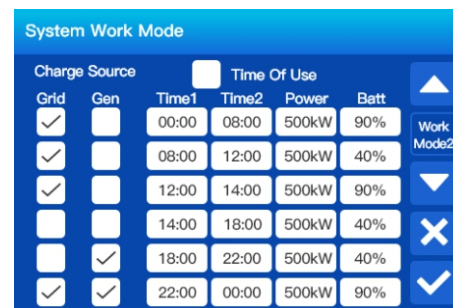 System Work Mode
Charge Source Time Of Use
Grid Gen Time1 Time2 Power Batt
00:00 08:00 500kW 90%
Work
Mode2
08:00 12:00 500kW 40%
12:00 14:00 500kW 90%
14:00 18:00 500kW 40%
18:00 22:00 500kW 40%
22:00 00:00 500kW 90%